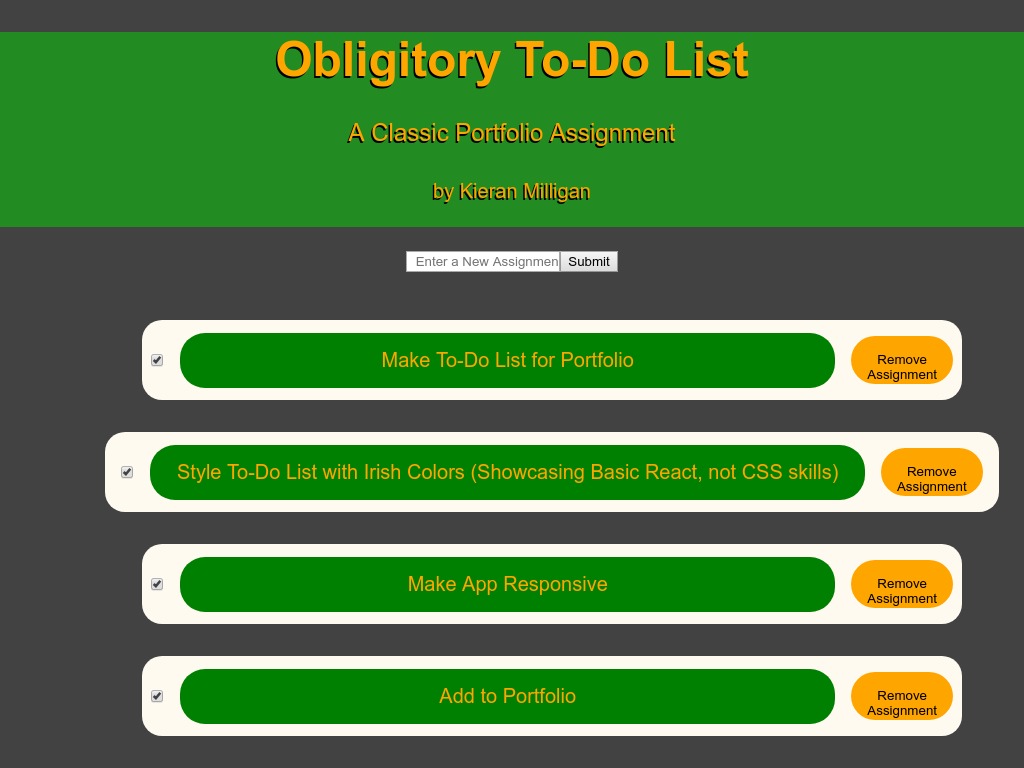 Obligitory To-Do List
A Classic Portfolio Assignment
by Kieran Milligan
Enter a New Assignmen Submit
Make To-Do List for Portfolio
Remove
Assignment
Style To-Do List with Irish Colors (Showcasing Basic React, not CSS skills)
Remove
Assignment
Make App Responsive
Remove
Assignment
Add to Portfolio
Remove
Assignment